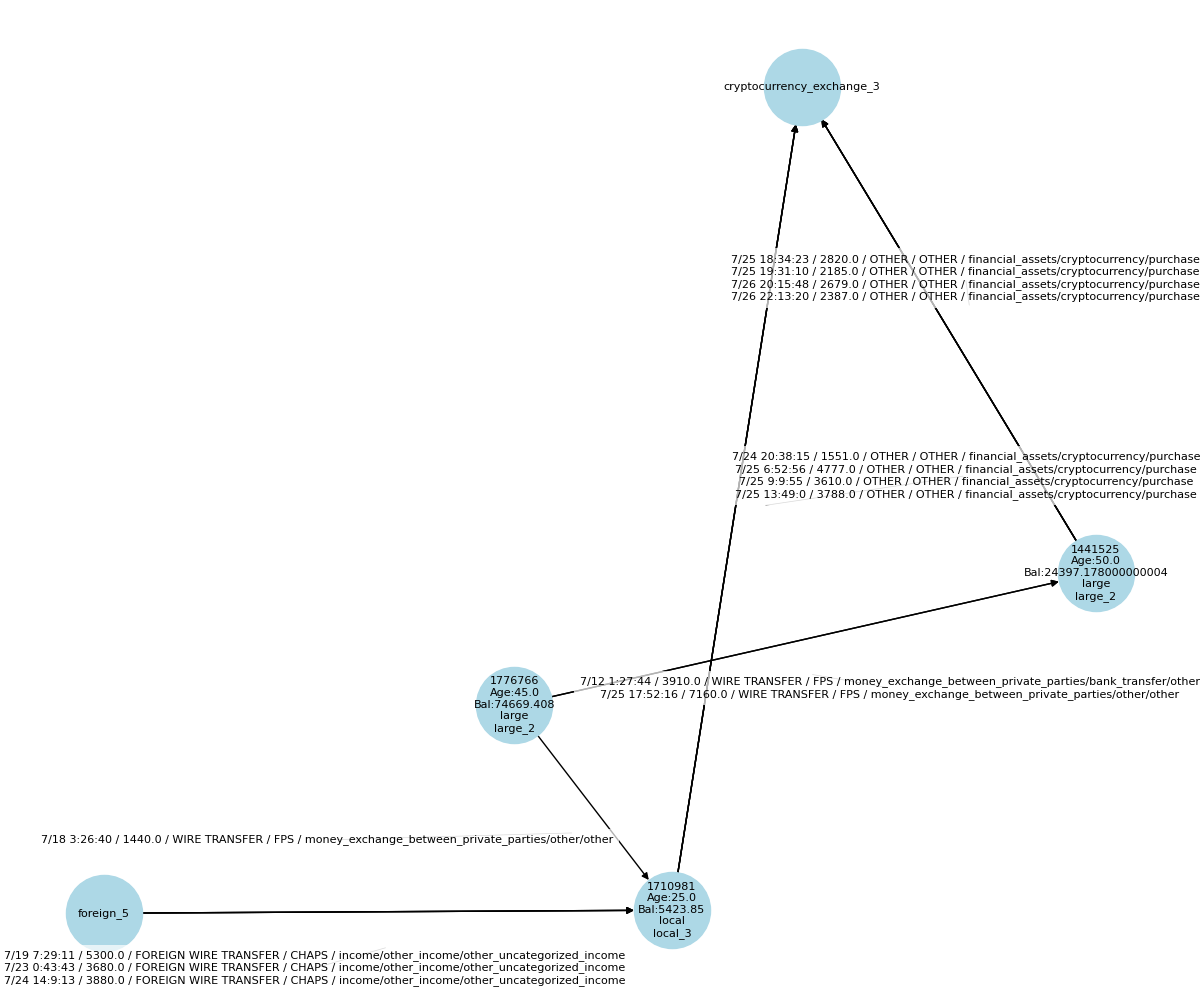 cryptocurrency_exchange_3
7/25 18:34:23 / 2820.0 / OTHER / OTHER / financial_assets/cryptocurrency/purchase
7/25 19:31:10 / 2185.0 / OTHER / OTHER / financial_assets/cryptocurrency/purchase
7/26 20:15:48 / 2679.0 / OTHER / OTHER / financial_assets/cryptocurrency/purchase
7/26 22:13:20 / 2387.0 / OTHER / OTHER / financial_assets/cryptocurrency/purchase
7/24 20:38:15 / 1551.0 / OTHER / OTHER / financial_assets/cryptocurrency/purchase
7/25 6:52:56 / 4777.0 / OTHER / OTHER / financial_assets/cryptocurrency/purchase
7/25 9:9:55 / 3610.0 / OTHER / OTHER / financial_assets/cryptocurrency/purchase
7/25 13:49:0 / 3788.0 / OTHER / OTHER / financial_assets/cryptocurrency/purchase
1441525
Age:50.0
Bal:24397.178000000004
large
large_2
1776766
Age:45.0
Bal:74669.408
large
large_2
7/12 1:27:44 / 3910.0 / WIRE TRANSFER / FPS / money_exchange_between_private_parties/bank_transfer/other
7/25 17:52:16 / 7160.0 / WIRE TRANSFER / FPS / money_exchange_between_private_parties/other/other
7/18 3:26:40 / 1440.0 / WIRE TRANSFER / FPS / money_exchange_between_private_parties/other/other
foreign_5
1710981
Age:25.0
Bal:5423.85
local
local_3
7/19 7:29:11 / 5300.0 / FOREIGN WIRE TRANSFER / CHAPS / income/other_income/other_uncategorized_income
7/23 0:43:43 / 3680.0 / FOREIGN WIRE TRANSFER / CHAPS / income/other_income/other_uncategorized_income
7/24 14:9:13 / 3880.0 / FOREIGN WIRE TRANSFER / CHAPS / income/other_income/other_uncategorized_income